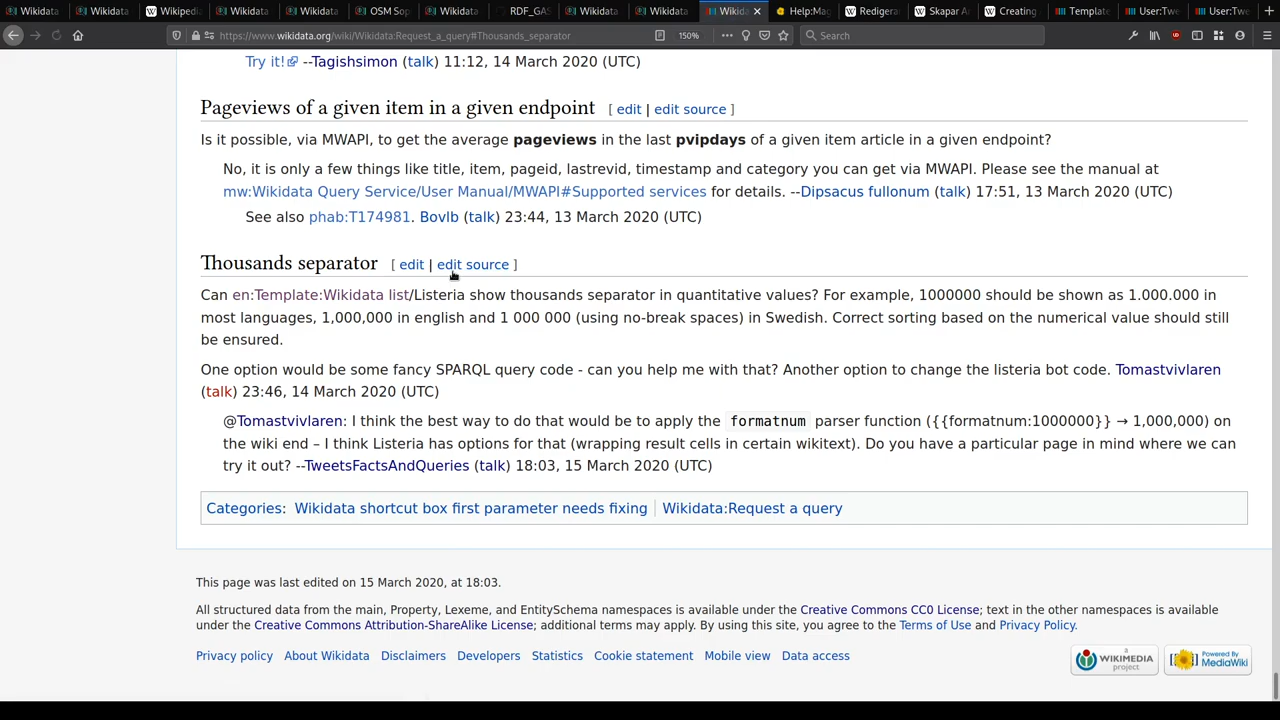 Wikidata
Wikidata
Wikipedi
Wikidata
Wikidata
OSM Sop
Wikidata
RDF_GAS
Wikidata
Wikidata
Wikida
Help:Mag
Redigerar
Skapar Ar
Creating
Template
User:Twe
User:Twe
https://www.wikidata.org/wiki/Wikidata:Request_a_query#Thousands_separator
150%
Search
Try it! --Tagishsimon (talk) 11:12, 14 March 2020 (UTC)
Pageviews of a given item in a given endpoint [ edit | edit source ]
Is it possible, via MWAPI, to get the average pageviews in the last pvipdays of a given item article in a given endpoint?
No, it is only a few things like title, item, pageid, lastrevid, timestamp and category you can get via MWAPI. Please see the manual at
mw:Wikidata Query Service/User Manual/MWAPI#Supported services for details. --Dipsacus fullonum (talk) 17:51, 13 March 2020 (UTC)
See also phab:T174981. Bovlb (talk) 23:44, 13 March 2020 (UTC)
Thousands separator [ edit | edit source ]
Can en:Template:Wikidata list/Listeria show thousands separator in quantitative values? For example, 1000000 should be shown as 1.000.000 in
most languages, 1,000,000 in english and 1 000 000 (using no-break spaces) in Swedish. Correct sorting based on the numerical value should still
be ensured.
One option would be some fancy SPARQL query code - can you help me with that? Another option to change the listeria bot code. Tomastvivlaren
(talk) 23:46, 14 March 2020 (UTC)
@Tomastvivlaren: I think the best way to do that would be to apply the formatnum parser function ({{formatnum:1000000}} → 1,000,000) on
the wiki end – I think Listeria has options for that (wrapping result cells in certain wikitext). Do you have a particular page in mind where we can
try it out? --TweetsFactsAndQueries (talk) 18:03, 15 March 2020 (UTC)
Categories: Wikidata shortcut box first parameter needs fixing | Wikidata:Request a query
This page was last edited on 15 March 2020, at 18:03.
All structured data from the main, Property, Lexeme, and EntitySchema namespaces is available under the Creative Commons CC0 License; text in the other namespaces is available
under the Creative Commons Attribution-ShareAlike License; additional terms may apply. By using this site, you agree to the Terms of Use and Privacy Policy.
Privacy policy About Wikidata Disclaimers Developers Statistics Cookie statement Mobile view Data access
A WIKIMEDIA project
Powered By MediaWiki